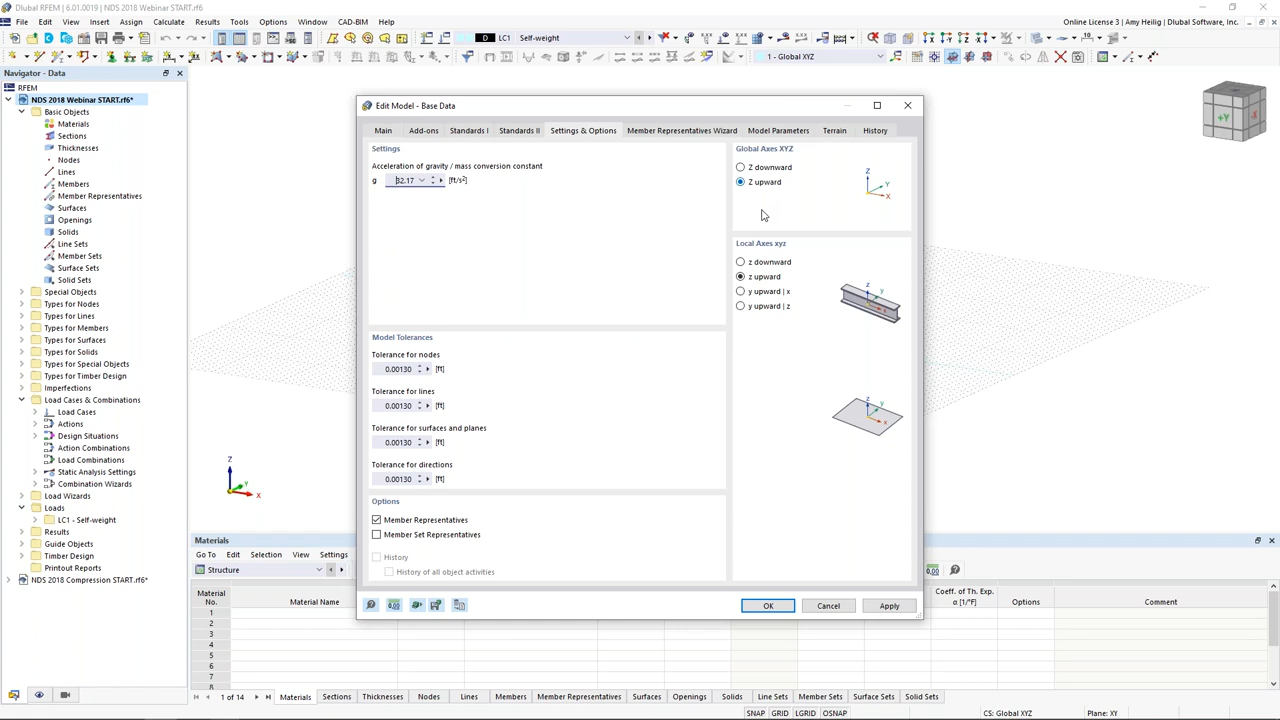 Dlubal RFEM | 6.01.0019 | NDS 2018 Webinar START.rf6*
File Edit View Insert Assign Calculate Results Tools Options Window CAD-BIM Help
Online License 3 | Amy Heilig | Dlubal Software, Inc.
D LC1 Self-weight
1 - Global XYZ
Navigator - Data
RFEM
NDS 2018 Webinar START.rf6*
Basic Objects
Materials
Sections
Thicknesses
Nodes
Lines
Members
Member Representatives
Surfaces
Openings
Solids
Line Sets
Member Sets
Surface Sets
Solid Sets
Special Objects
Types for Nodes
Types for Lines
Types for Members
Types for Surfaces
Types for Solids
Types for Special Objects
Types for Timber Design
Imperfections
Load Cases & Combinations
Load Cases
Actions
Design Situations
Action Combinations
Load Combinations
Static Analysis Settings
Combination Wizards
Load Wizards
Loads
LC1 - Self-weight
Results
Guide Objects
Timber Design
Printout Reports
NDS 2018 Compression START.rf6*
Edit Model - Base Data
Main Add-ons Standards I Standards II Settings & Options Member Representatives Wizard Model Parameters Terrain History
Settings
Acceleration of gravity / mass conversion constant
g 32.17 [ft/s²]
Model Tolerances
Tolerance for nodes
0.00130 [ft]
Tolerance for lines
0.00130 [ft]
Tolerance for surfaces and planes
0.00130 [ft]
Tolerance for directions
0.00130 [ft]
Options
Member Representatives
Member Set Representatives
History
History of all object activities
Global Axes XYZ
Z downward
Z upward
Z
Y
X
Local Axes xyz
z downward
z upward
y upward | x
y upward | z
OK Cancel Apply
+Y -X
Z
Y
X
Materials
Go To Edit Selection View Settings
Structure
Material No. Material Name Coeff. of Th. Exp. α [1/°F] Options Comment
1
2
3
4
5
6
7
8
1 of 14 Materials Sections Thicknesses Nodes Lines Members Member Representatives Surfaces Openings Solids Line Sets Member Sets Surface Sets Solid Sets
SNAP GRID LGRID OSNAP CS: Global XYZ Plane: XY